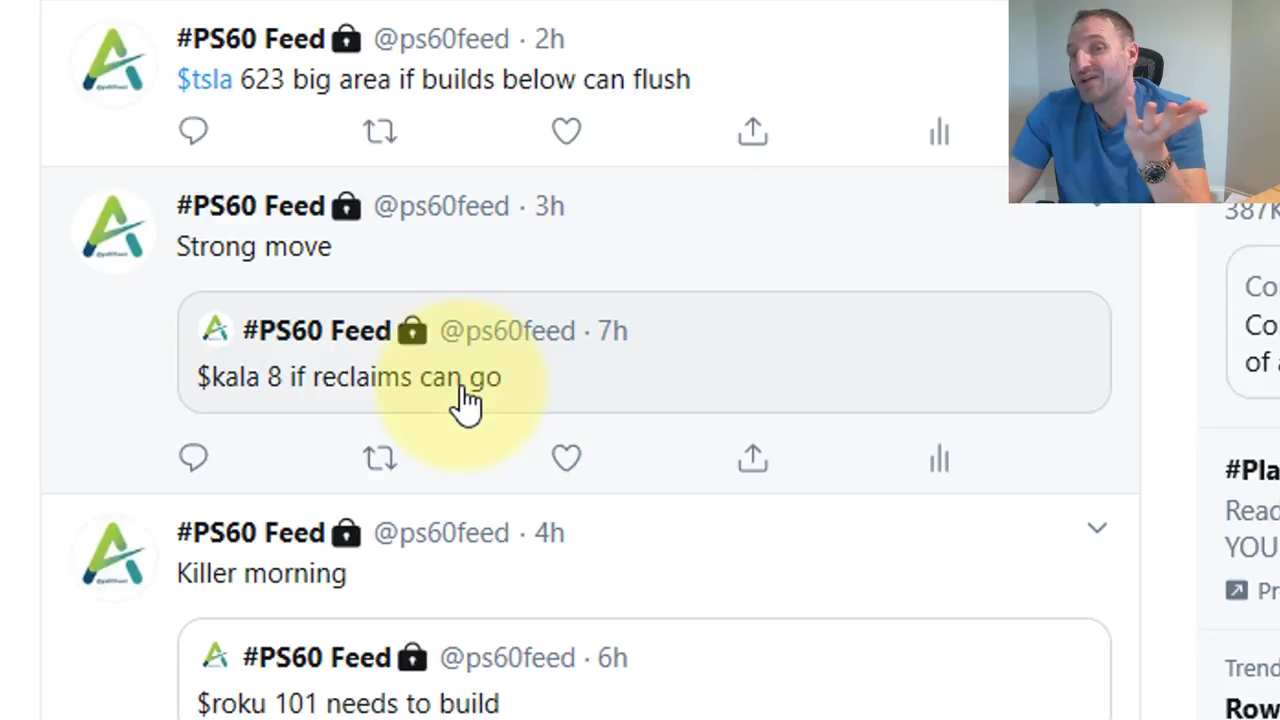 #PS60 Feed @ps60feed · 2h
$tsla 623 big area if builds below can flush
#PS60 Feed @ps60feed · 3h
Strong move
#PS60 Feed @ps60feed · 7h
$kala 8 if reclaims can go
#PS60 Feed @ps60feed · 4h
Killer morning
#PS60 Feed @ps60feed · 6h
$roku 101 needs to build
387K
Co
Co
of a
#Pla
Read
YOU
Pr
Trend
Row